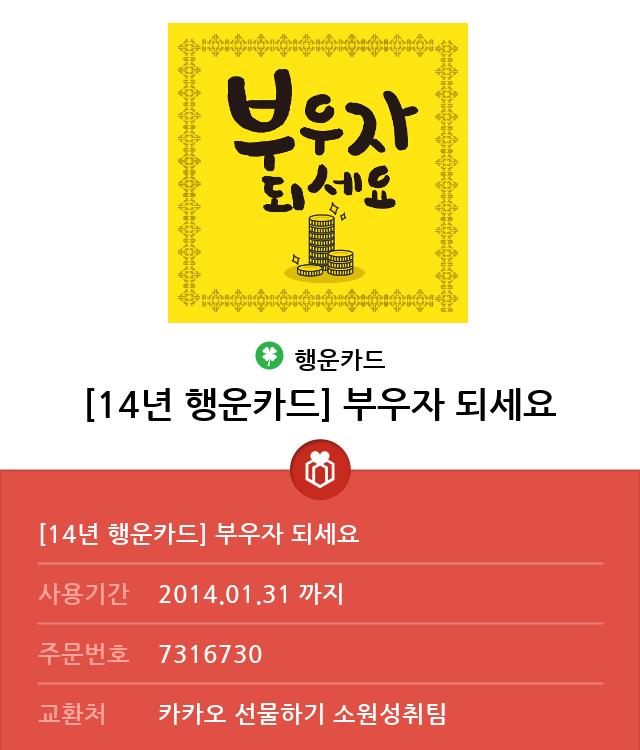 부우자
되세요
행운카드
[14년 행운카드] 부우자 되세요
[14년 행운카드] 부우자 되세요
사용기간 2014.01.31 까지
주문번호 7316730
교환처 카카오 선물하기 소원성취팀